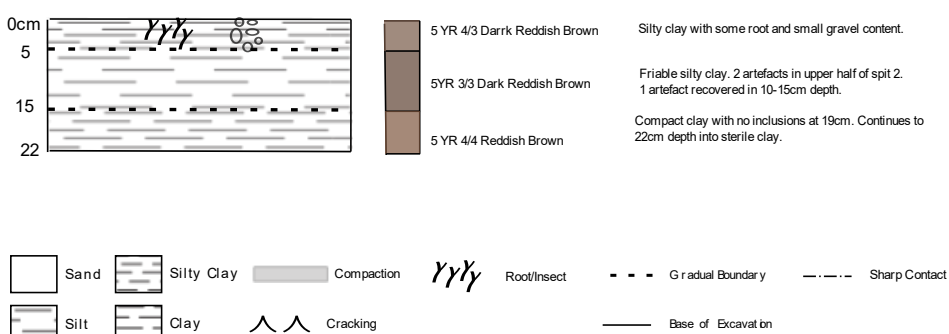 0cm
5 YR 4/3 Darrk Reddish Brown
Silty clay with some root and small gravel content.
5
5YR 3/3 Dark Reddish Brown
Friable silty clay. 2 artefacts in upper half of spit 2.
1 artefact recovered in 10-15cm depth.
15
Compact clay with no inclusions at 19cm. Continues to
22cm depth into sterile clay.
5 YR 4/4 Reddish Brown
22
Sand
Silty Clay
Compaction
Root/Insect
Gradual Boundary
Sharp Contact
Silt
Clay
Cracking
Base of Excavation